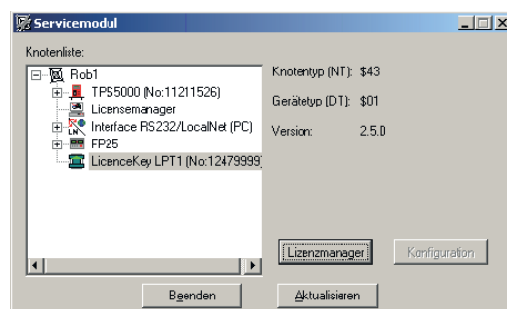 Servicemodul
Knotenliste:
Rob1
TPS5000 (No:11211526)
Licensemanager
Interface RS232/LocalNet (PC)
FP25
LicenceKey LPT1 (No:12479999)
Knotentyp (NT): $43
Gerätetyp (DT): $01
Version: 2.5.0
Lizenzmanager
Konfiguration
Beenden
Aktualisieren